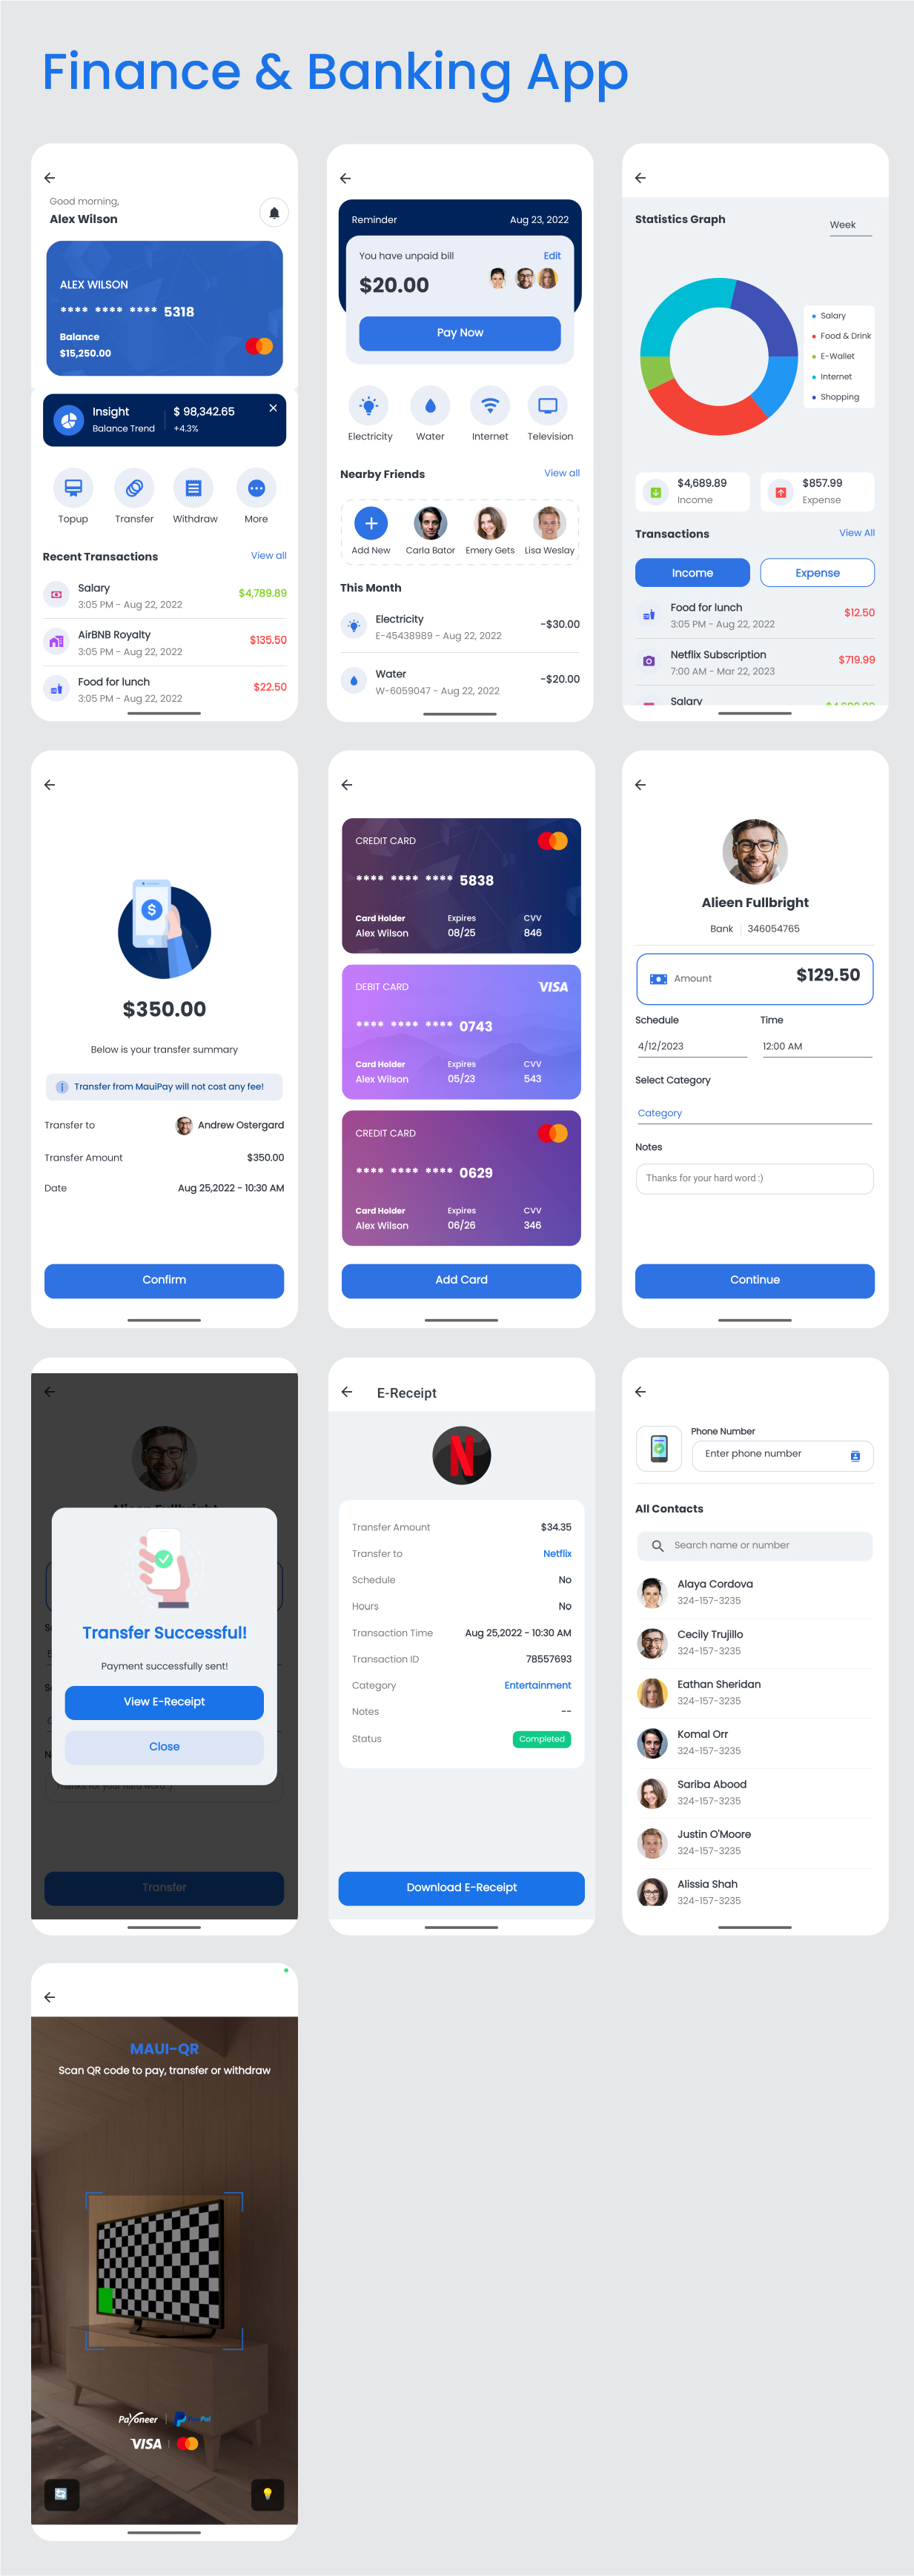 Finance & Banking App
Good morning,
Alex Wilson
ALEX WILSON
**** **** **** 5318
Balance
$15,250.00
Insight
Balance Trend
$ 98,342.65
+4.3%
Topup
Transfer
Withdraw
More
Recent Transactions
View all
Salary
3:05 PM - Aug 22, 2022
$4,789.89
AirBNB Royalty
3:05 PM - Aug 22, 2022
$135.50
Food for lunch
3:05 PM - Aug 22, 2022
$22.50
Reminder
Aug 23, 2022
You have unpaid bill
Edit
$20.00
Pay Now
Electricity
Water
Internet
Television
Nearby Friends
View all
Add New
Carla Bator
Emery Gets
Lisa Weslay
This Month
Electricity
E-45438989 - Aug 22, 2022
-$30.00
Water
W-6059047 - Aug 22, 2022
-$20.00
Statistics Graph
Week
Salary
Food & Drink
E-Wallet
Internet
Shopping
$4,689.89
Income
$857.99
Expense
Transactions
View All
Income
Expense
Food for lunch
3:05 PM - Aug 22, 2022
$12.50
Netflix Subscription
7:00 AM - Mar 22, 2023
$719.99
Salary
$350.00
Below is your transfer summary
Transfer from MauiPay will not cost any fee!
Transfer to
Andrew Ostergard
Transfer Amount
$350.00
Date
Aug 25,2022 - 10:30 AM
Confirm
CREDIT CARD
**** **** **** 5838
Card Holder
Expires
CVV
Alex Wilson
08/25
846
DEBIT CARD
VISA
**** **** **** 0743
Card Holder
Expires
CVV
Alex Wilson
05/23
543
CREDIT CARD
**** **** **** 0629
Card Holder
Expires
CVV
Alex Wilson
06/26
346
Add Card
Alieen Fullbright
Bank
346054765
Amount
$129.50
Schedule
Time
4/12/2023
12:00 AM
Select Category
Category
Notes
Thanks for your hard word :)
Continue
Transfer Successful!
Payment successfully sent!
View E-Receipt
Close
Thanks for your hard word :)
Transfer
E-Receipt
N
Transfer Amount
$34.35
Transfer to
Netflix
Schedule
No
Hours
No
Transaction Time
Aug 25,2022 - 10:30 AM
Transaction ID
78557693
Category
Entertainment
Notes
--
Status
Completed
Download E-Receipt
Phone Number
Enter phone number
All Contacts
Search name or number
Alaya Cordova
324-157-3235
Cecily Trujillo
324-157-3235
Eathan Sheridan
324-157-3235
Komal Orr
324-157-3235
Sariba Abood
324-157-3235
Justin O'Moore
324-157-3235
Alissia Shah
324-157-3235
MAUI-QR
Scan QR code to pay, transfer or withdraw
Payoneer
PayPal
VISA